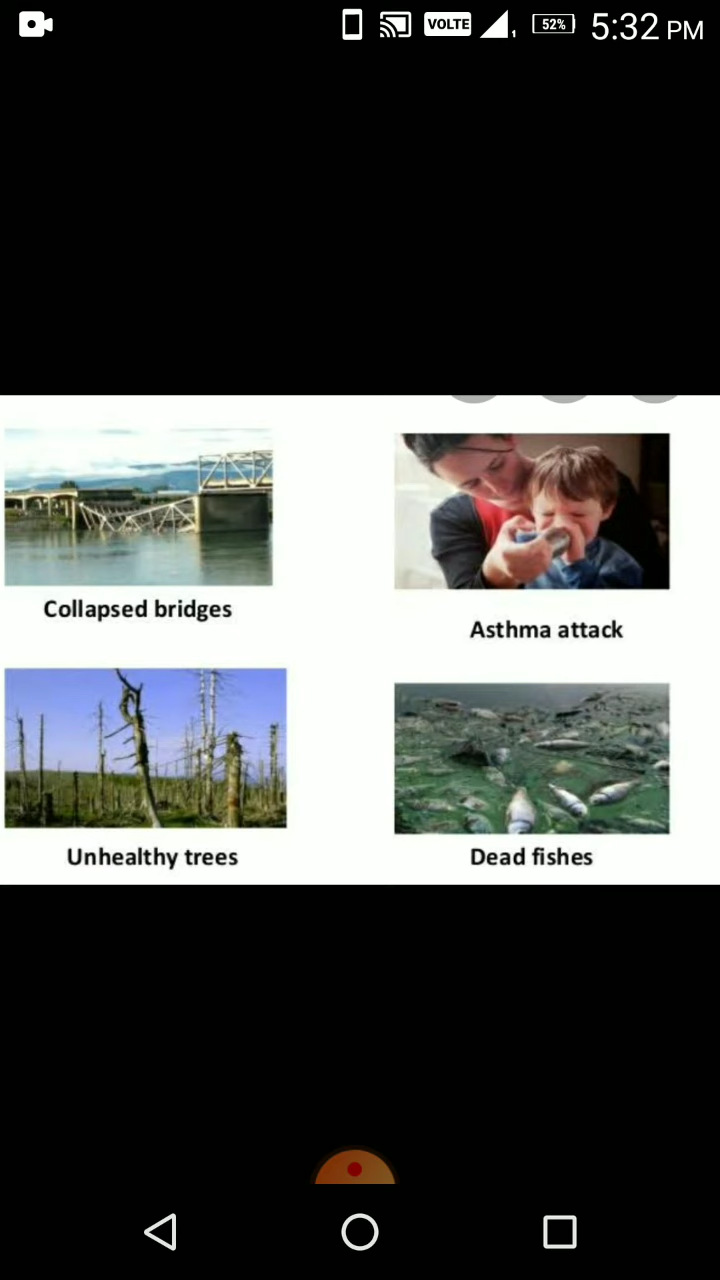 VOLTE 52% 5:32 PM
Collapsed bridges
Asthma attack
Unhealthy trees
Dead fishes